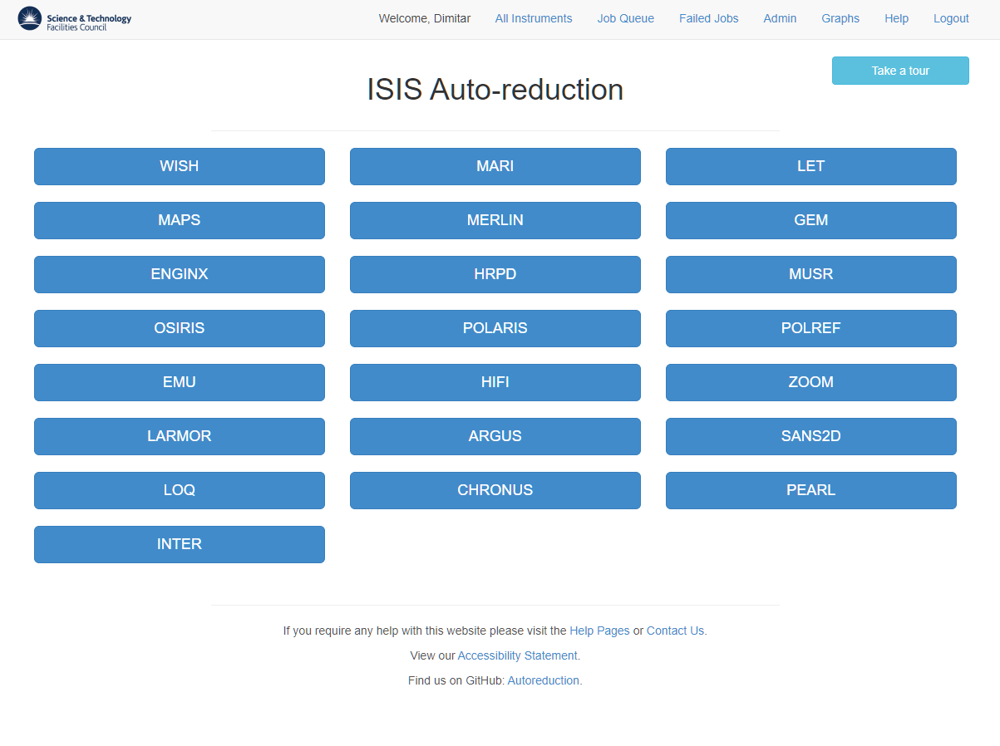 Science & Technology
Facilities Council
Welcome, Dimitar All Instruments Job Queue Failed Jobs Admin Graphs Help Logout
Take a tour
ISIS Auto-reduction
WISH MARI LET
MAPS MERLIN GEM
ENGINX HRPD MUSR
OSIRIS POLARIS POLREF
EMU HIFI ZOOM
LARMOR ARGUS SANS2D
LOQ CHRONUS PEARL
INTER
If you require any help with this website please visit the Help Pages or Contact Us.
View our Accessibility Statement.
Find us on GitHub: Autoreduction.